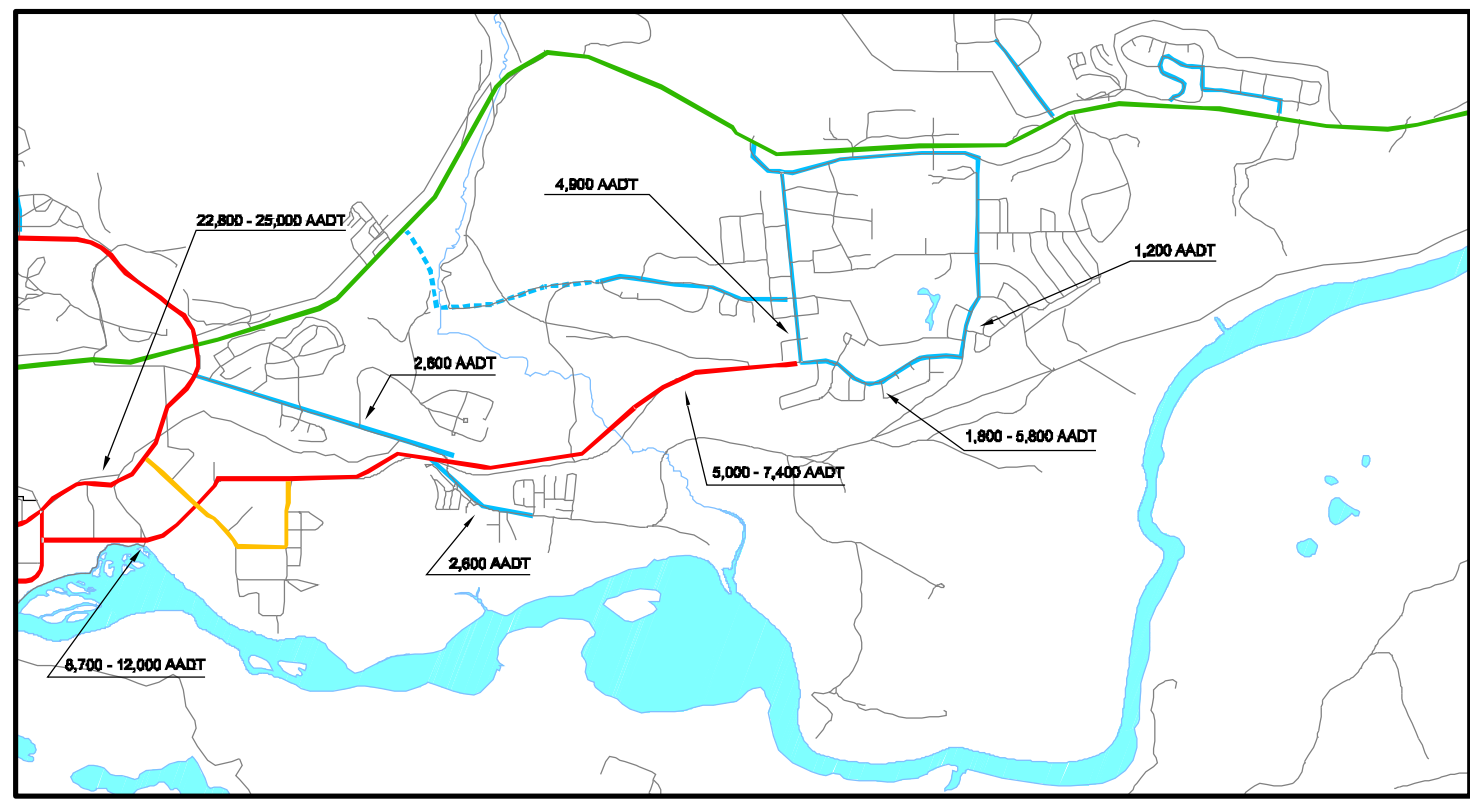 4,900 AADT
22,800 - 25,000 AADT
1,200 AADT
2,600 AADT
1,800 - 5,800 AADT
5,000 - 7,400 AADT
2,600 AADT
8,700 - 12,000 AADT